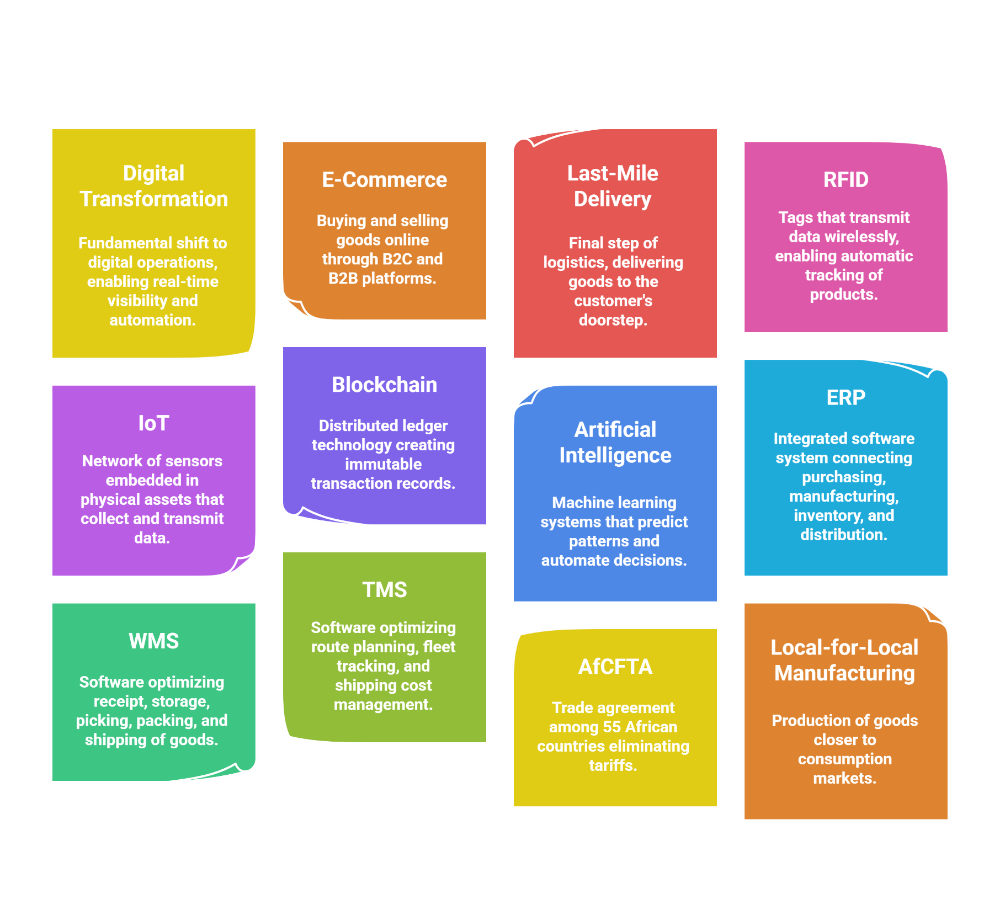 Digital
Transformation
Fundamental shift to
digital operations,
enabling real-time
visibility and
automation.
E-Commerce
Buying and selling
goods online
through B2C and
B2B platforms.
Last-Mile
Delivery
Final step of
logistics, delivering
goods to the
customer's
doorstep.
RFID
Tags that transmit
data wirelessly,
enabling automatic
tracking of
products.
IoT
Network of sensors
embedded in
physical assets that
collect and transmit
data.
Blockchain
Distributed ledger
technology creating
immutable
transaction records.
Artificial
Intelligence
Machine learning
systems that predict
patterns and
automate decisions.
ERP
Integrated software
system connecting
purchasing,
manufacturing,
inventory, and
distribution.
WMS
Software optimizing
receipt, storage,
picking, packing, and
shipping of goods.
TMS
Software optimizing
route planning, fleet
tracking, and
shipping cost
management.
AfCFTA
Trade agreement
among 55 African
countries eliminating
tariffs.
Local-for-Local
Manufacturing
Production of goods
closer to
consumption
markets.